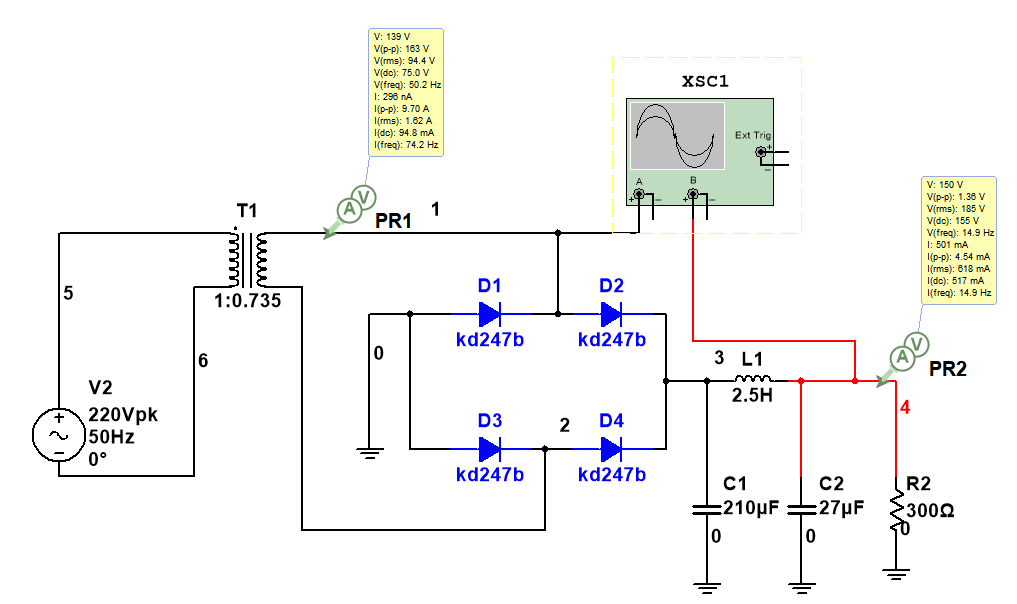 V: 139 V
V(p-p): 163 V
V(rms): 94.4 V
V(dc): 75.0 V
V(freq): 50.2 Hz
I: 296 nA
I(p-p): 9.70 A
I(rms): 1.62 A
I(dc): 94.8 mA
I(freq): 74.2 Hz
XSC1
Ext Trig
+
−
A
B
+
−
+
−
V: 150 V
V(p-p): 1.36 V
V(rms): 185 V
V(dc): 155 V
V(freq): 14.9 Hz
I: 501 mA
I(p-p): 4.54 mA
I(rms): 618 mA
I(dc): 517 mA
I(freq): 14.9 Hz
A
V
PR1
1
T1
1:0.735
5
6
D1
kd247b
D2
kd247b
0
A
V
PR2
3
L1
2.5H
4
V2
220Vpk
50Hz
0°
+
−
D3
kd247b
2
D4
kd247b
C1
210µF
0
C2
27µF
0
R2
300Ω
0